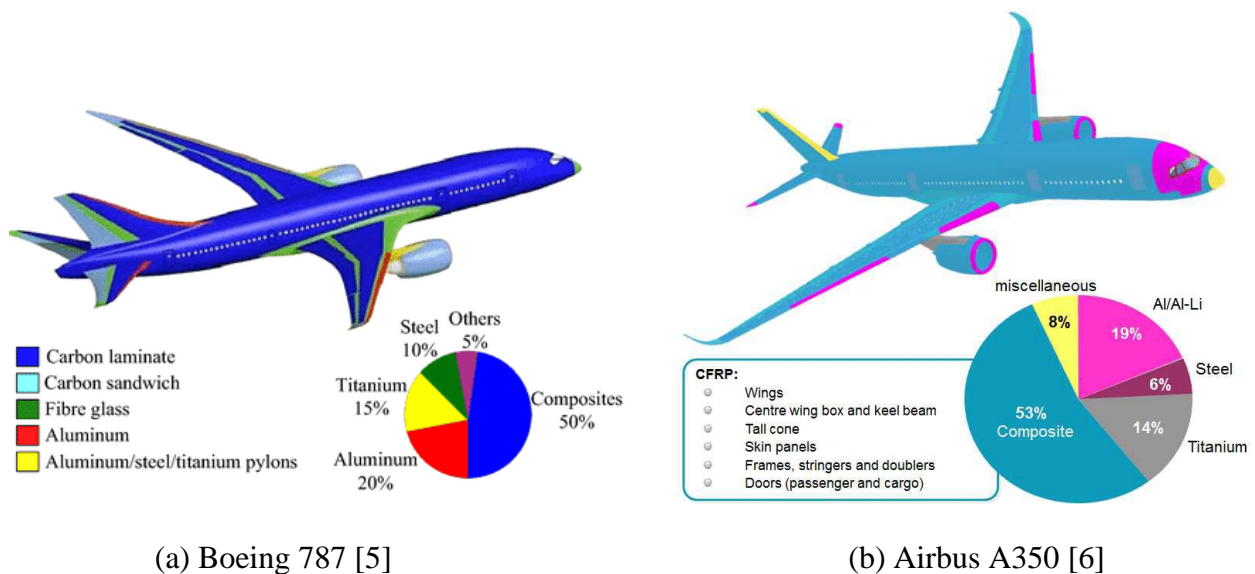 Carbon laminate
Carbon sandwich
Fibre glass
Aluminum
Aluminum/steel/titanium pylons
Steel
10%
Others
5%
Titanium
15%
Composites
50%
Aluminum
20%
(a) Boeing 787 [5]
miscellaneous
8%
Al/Al-Li
19%
Steel
6%
14%
Titanium
53%
Composite
CFRP:
Wings
Centre wing box and keel beam
Tall cone
Skin panels
Frames, stringers and doublers
Doors (passenger and cargo)
(b) Airbus A350 [6]